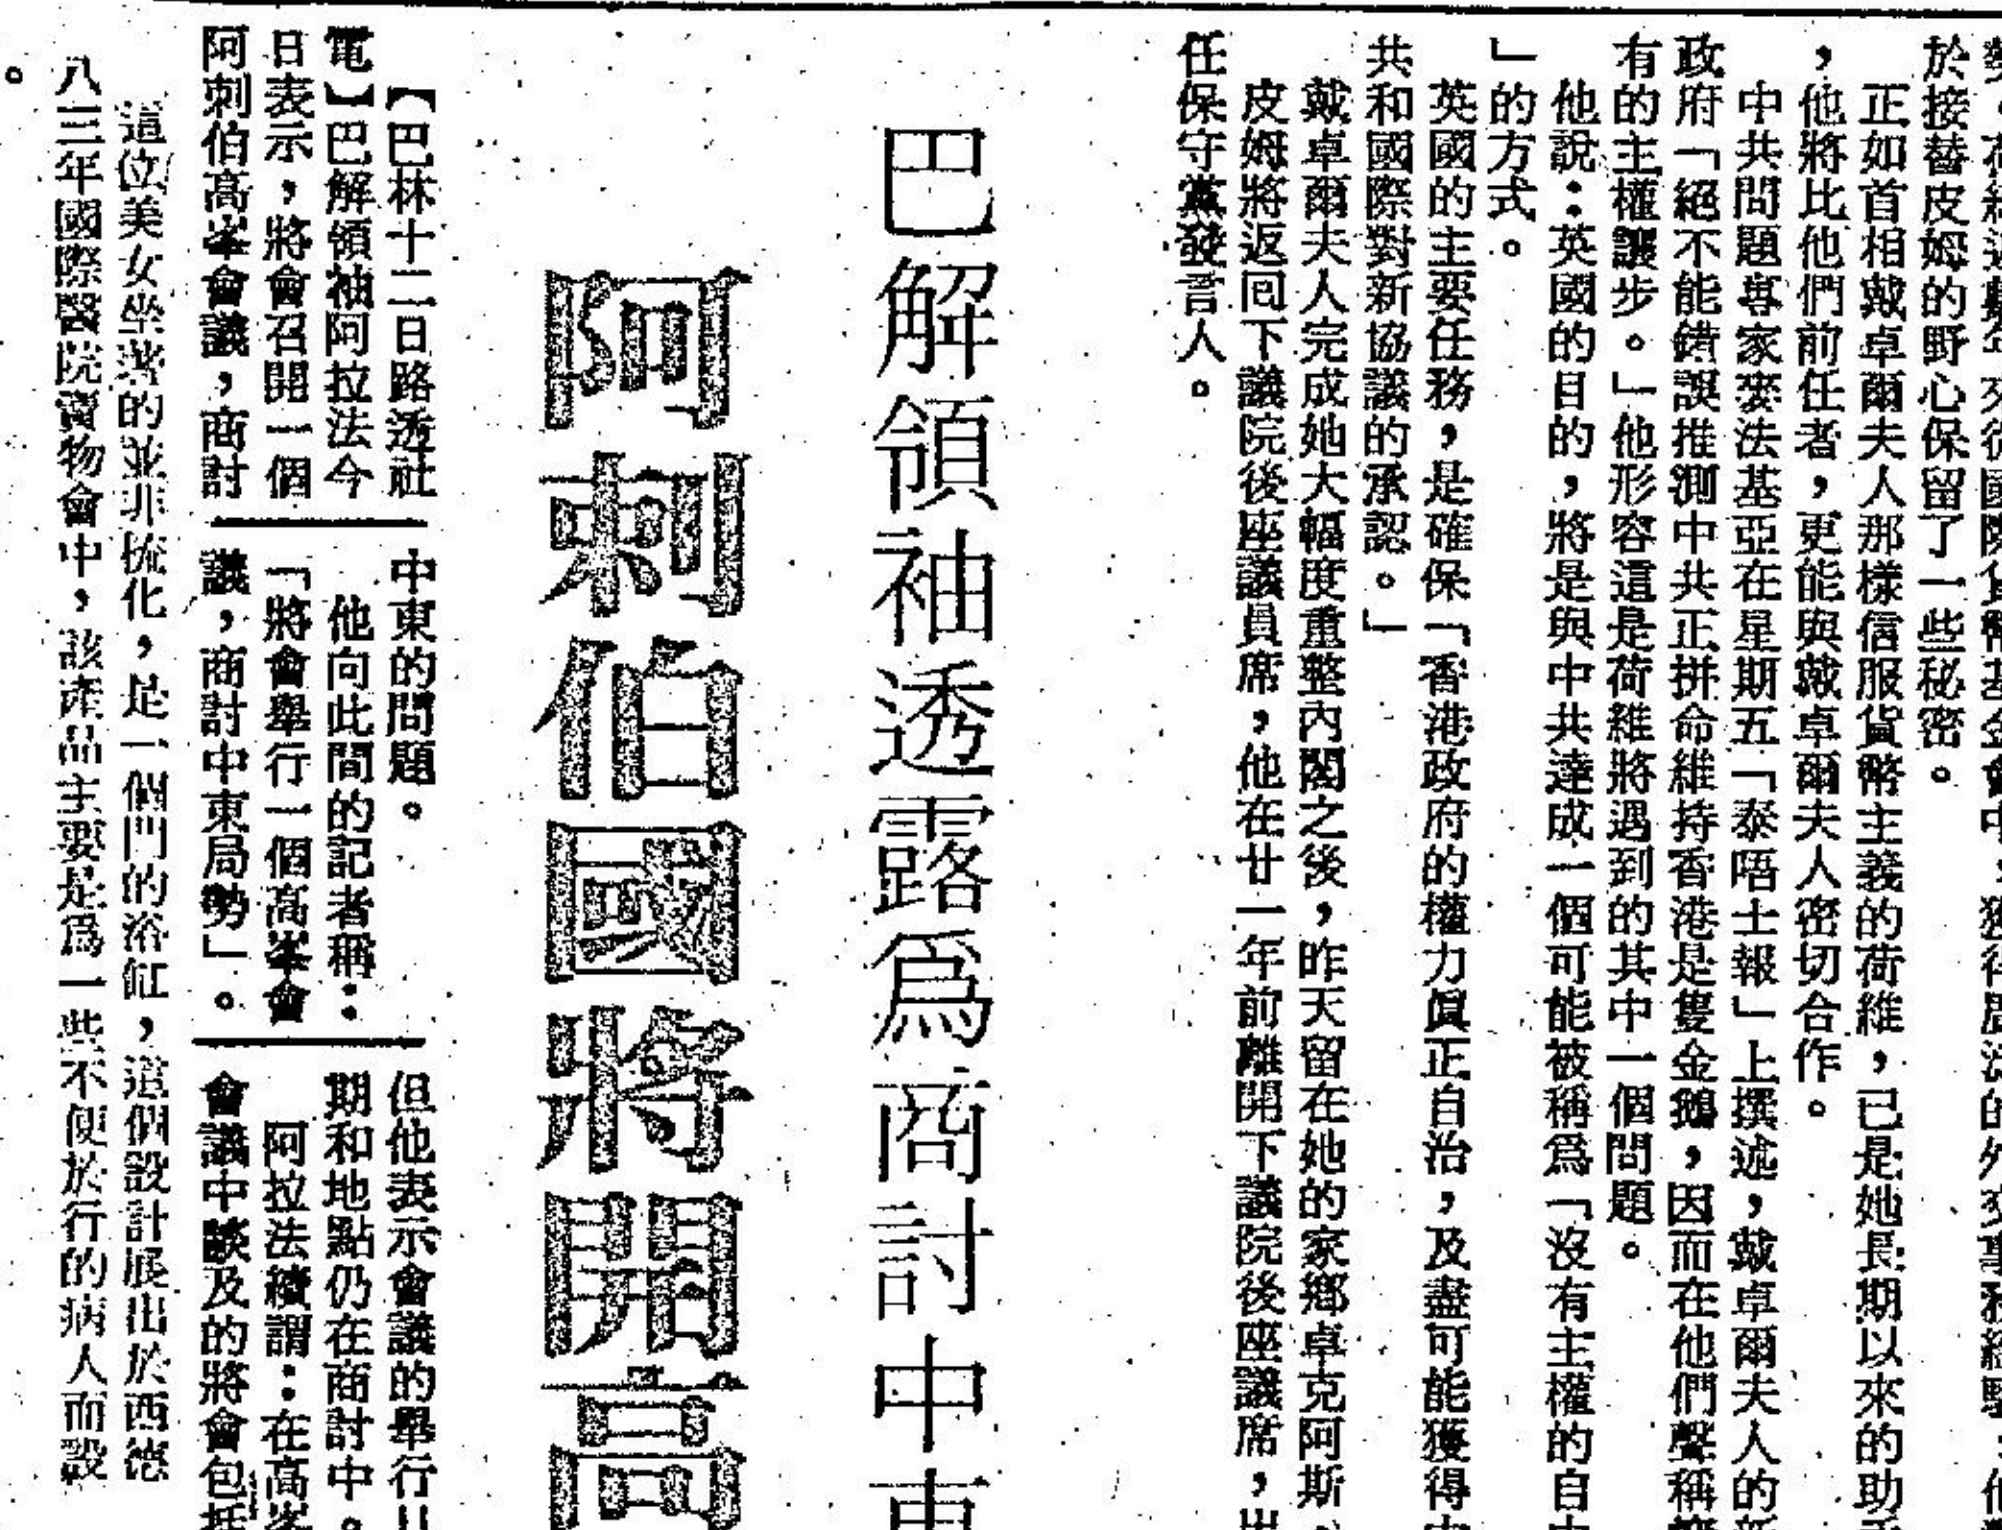 於接替皮姆的野心保留了一些秘密。
正如首相戴卓爾夫人那樣信服貨幣主義的荷維,已是她長期以來的助手
,他將比他們前任者,更能與戴卓爾夫人密切合作。
中共問題專家麥法基亞在星期五「泰晤士報」上撰述,戴卓爾夫人的新
政府「絕不能錯誤推測中共正拼命維持香港是隻金鵝,因而在他們聲稱
有的主權讓步。」他形容這是荷維將遇到的其中一個問題。
他說:英國的目的,將是與中共達成一個可能被稱爲「沒有主權的自
」的方式。
英國的主要任務,是確保「香港政府的權力眞正自治,及盡可能獲得
共和國際對新協議的承認。」
戴卓爾夫人完成她大幅度重整內閣之後,昨天留在她的家鄉卓克阿斯、
皮姆將返回下議院後座議員席,他在廿一年前離開下議院後座議席,出
任保守黨發言人。
巴解領袖透露爲商討中東
阿剌伯國將開高
【巴林十二日路透社
電】巴解領袖阿拉法今
日表示,將會召開一個
阿刺伯高峯會議,商討
中東的問題。
他向此間的記者稱:
「將會舉行一個高峯會
議,商討中東局勢」。
但他表示會議的舉行日
期和地點仍在商討中。
阿拉法續謂:在高峯
會議中談及的將會包括
這位美女坐着的並非梳化,是一個開門的浴缸,這個設計展出於西德
八三年國際醫院賣物會中,該產品主要是爲一些不便於行的病人而設
。